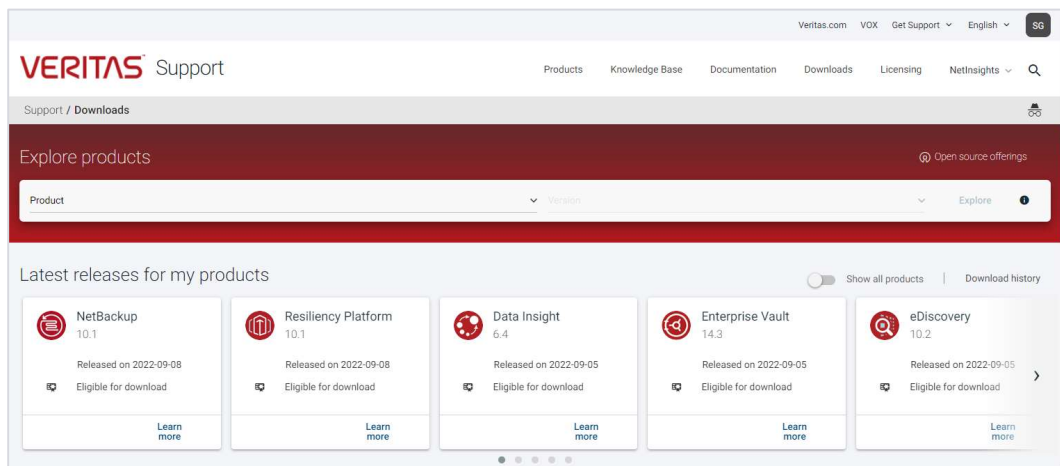 Veritas.com VOX Get Support English SG
VERITAS™ Support
Products Knowledge Base Documentation Downloads Licensing NetInsights
Support / Downloads
Explore products
Open source offerings
Product
Version
Explore
Latest releases for my products
Show all products | Download history
NetBackup
10.1
Released on 2022-09-08
Eligible for download
Learn
more
Resiliency Platform
10.1
Released on 2022-09-08
Eligible for download
Learn
more
Data Insight
6.4
Released on 2022-09-05
Eligible for download
Learn
more
Enterprise Vault
14.3
Released on 2022-09-05
Eligible for download
Learn
more
eDiscovery
10.2
Released on 2022-09-05
Eligible for download
Learn
more